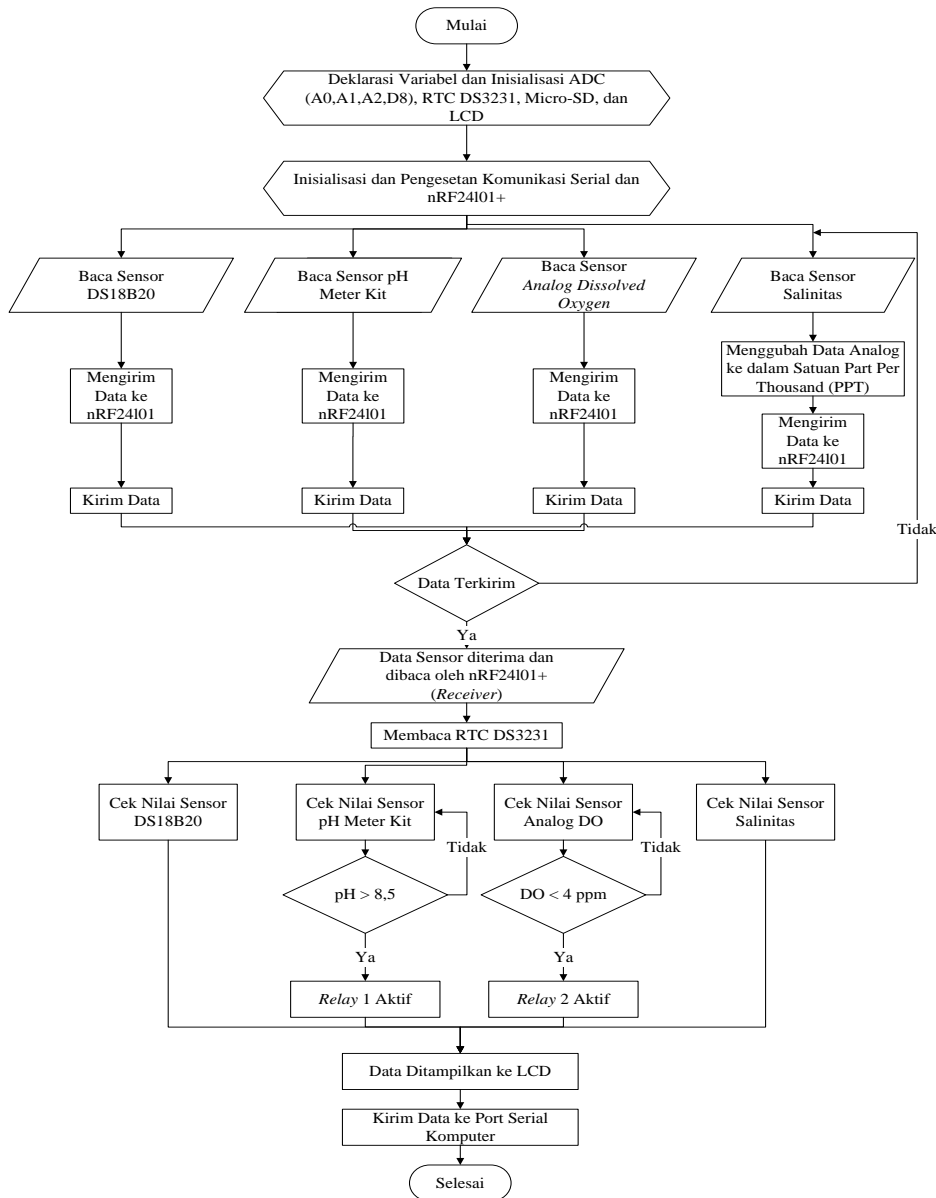 Mulai
Deklarasi Variabel dan Inisialisasi ADC
(A0,A1,A2,D8), RTC DS3231, Micro-SD, dan
LCD
Inisialisasi dan Pengesetan Komunikasi Serial dan
nRF24l01+
Baca Sensor
DS18B20
Baca Sensor pH
Meter Kit
Baca Sensor
Analog Dissolved
Oxygen
Baca Sensor
Salinitas
Menggubah Data Analog
ke dalam Satuan Part Per
Thousand (PPT)
Mengirim
Data ke
nRF24l01
Mengirim
Data ke
nRF24l01
Mengirim
Data ke
nRF24l01
Mengirim
Data ke
nRF24l01
Kirim Data
Kirim Data
Kirim Data
Kirim Data
Tidak
Data Terkirim
Ya
Data Sensor diterima dan
dibaca oleh nRF24l01+
(Receiver)
Membaca RTC DS3231
Cek Nilai Sensor
DS18B20
Cek Nilai Sensor
pH Meter Kit
Cek Nilai Sensor
Analog DO
Cek Nilai Sensor
Salinitas
Tidak
Tidak
pH > 8,5
DO < 4 ppm
Ya
Ya
Relay 1 Aktif
Relay 2 Aktif
Data Ditampilkan ke LCD
Kirim Data ke Port Serial
Komputer
Selesai